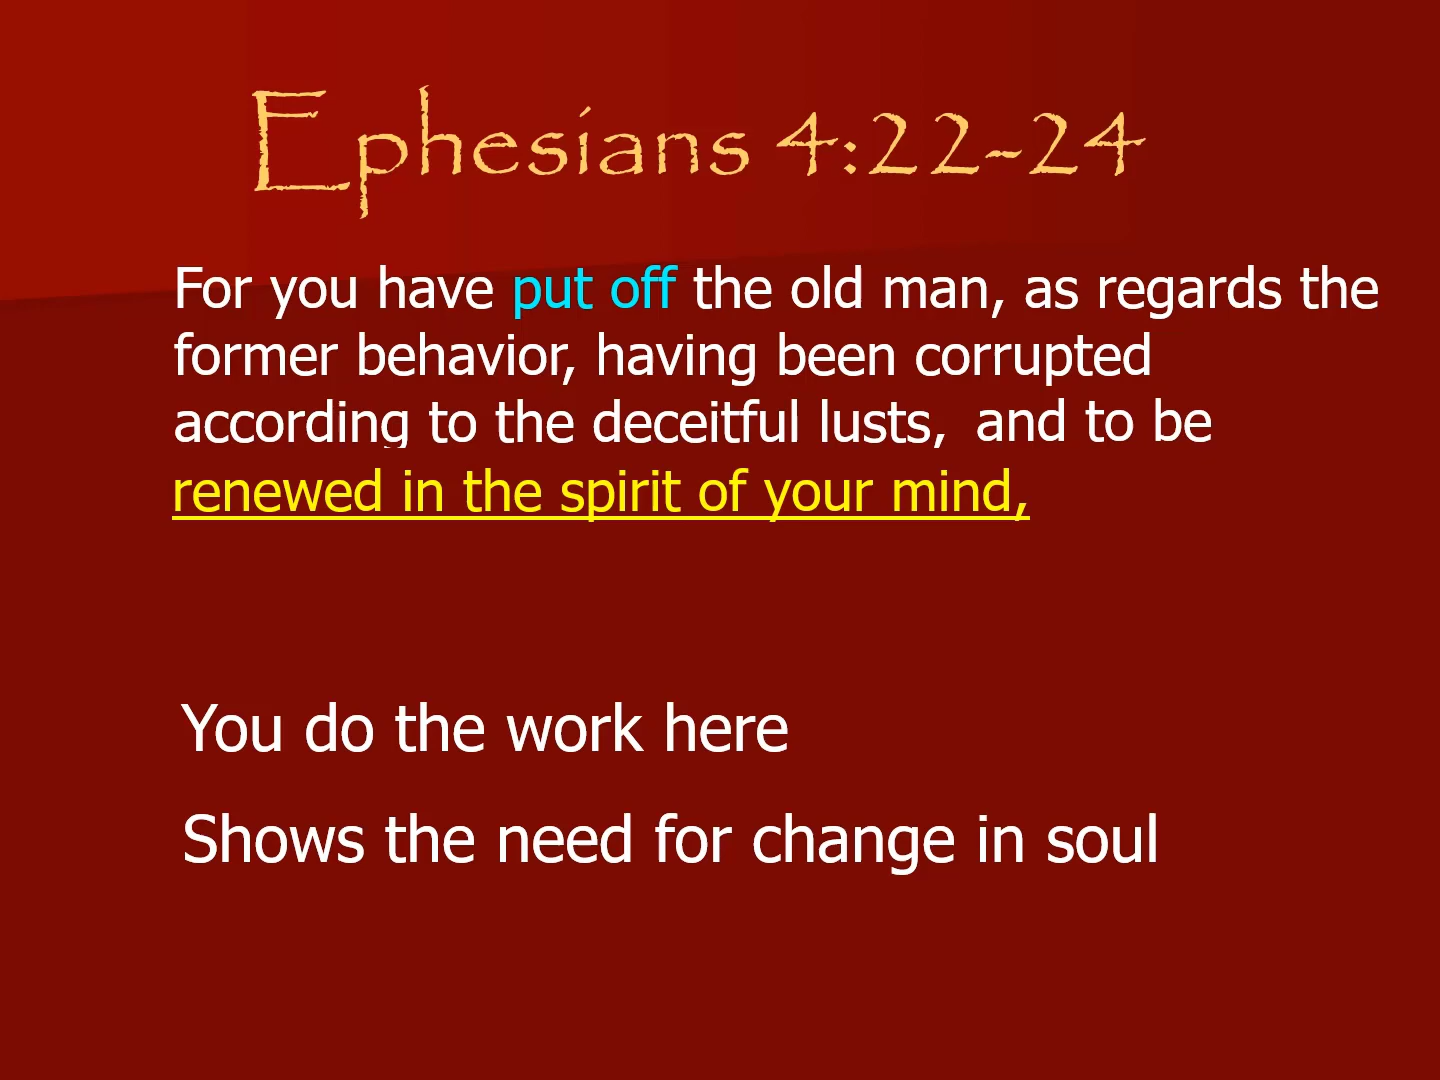 Ephesians 4:22-24
For you have put off the old man, as regards the
former behavior, having been corrupted
according to the deceitful lusts, and to be
renewed in the spirit of your mind,
You do the work here
Shows the need for change in soul